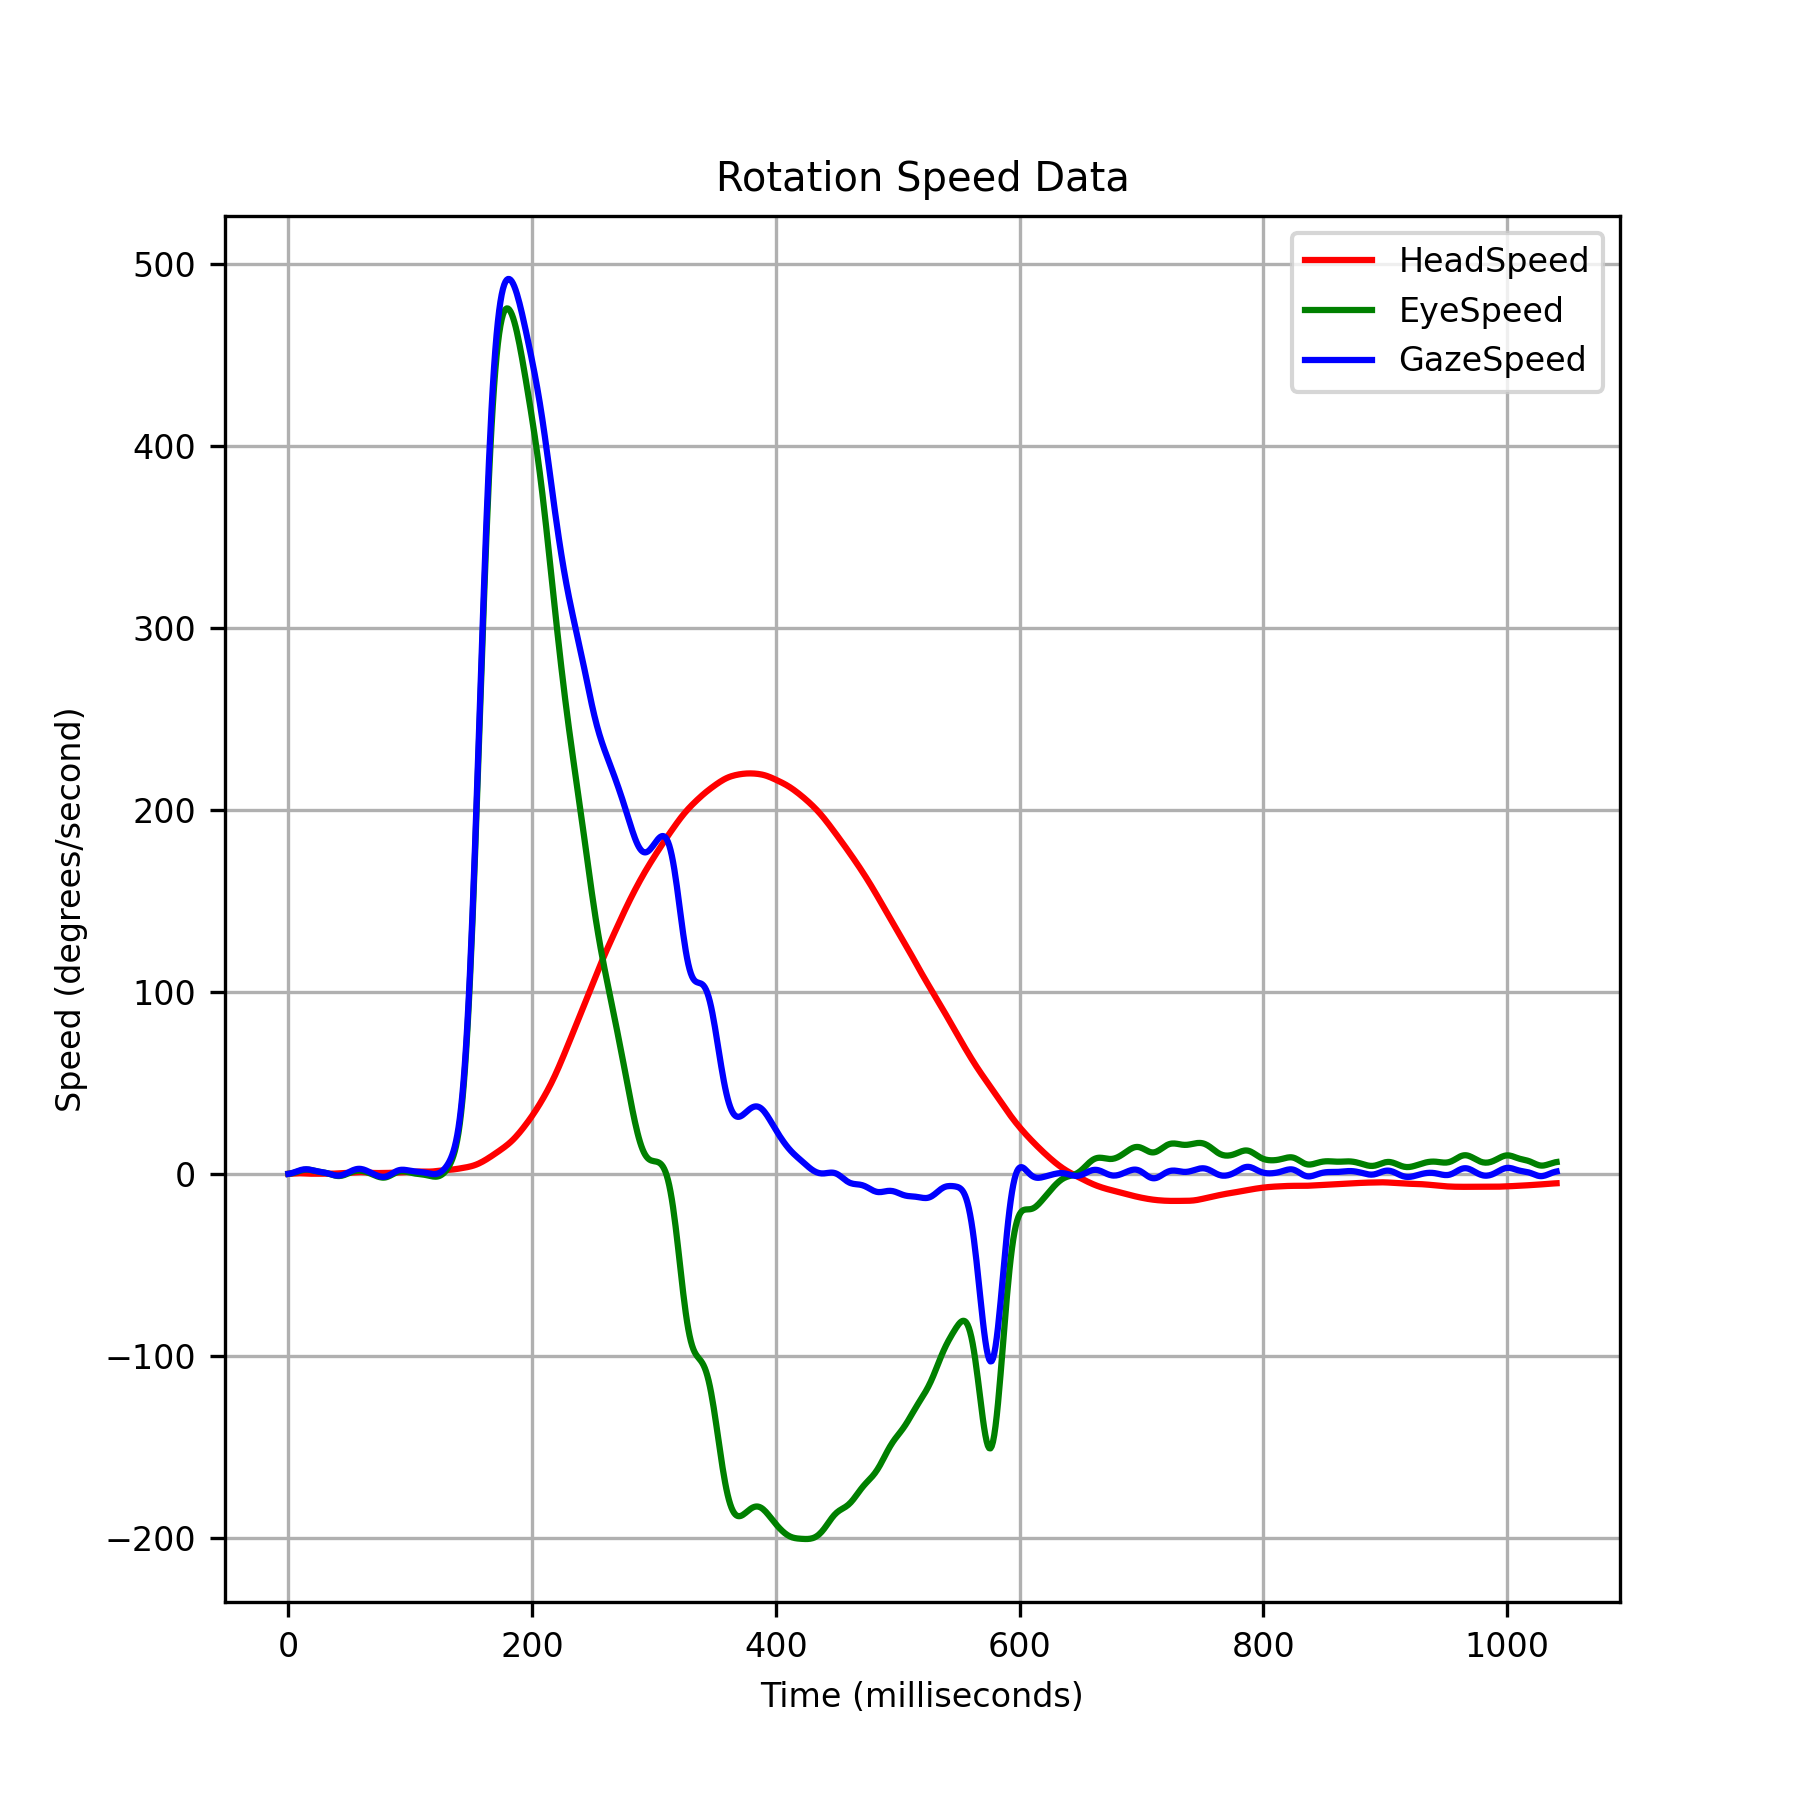 Rotation Speed Data
HeadSpeed
EyeSpeed
GazeSpeed
Speed (degrees/second)
500
400
300
200
100
0
−100
−200
0 200 400 600 800 1000
Time (milliseconds)